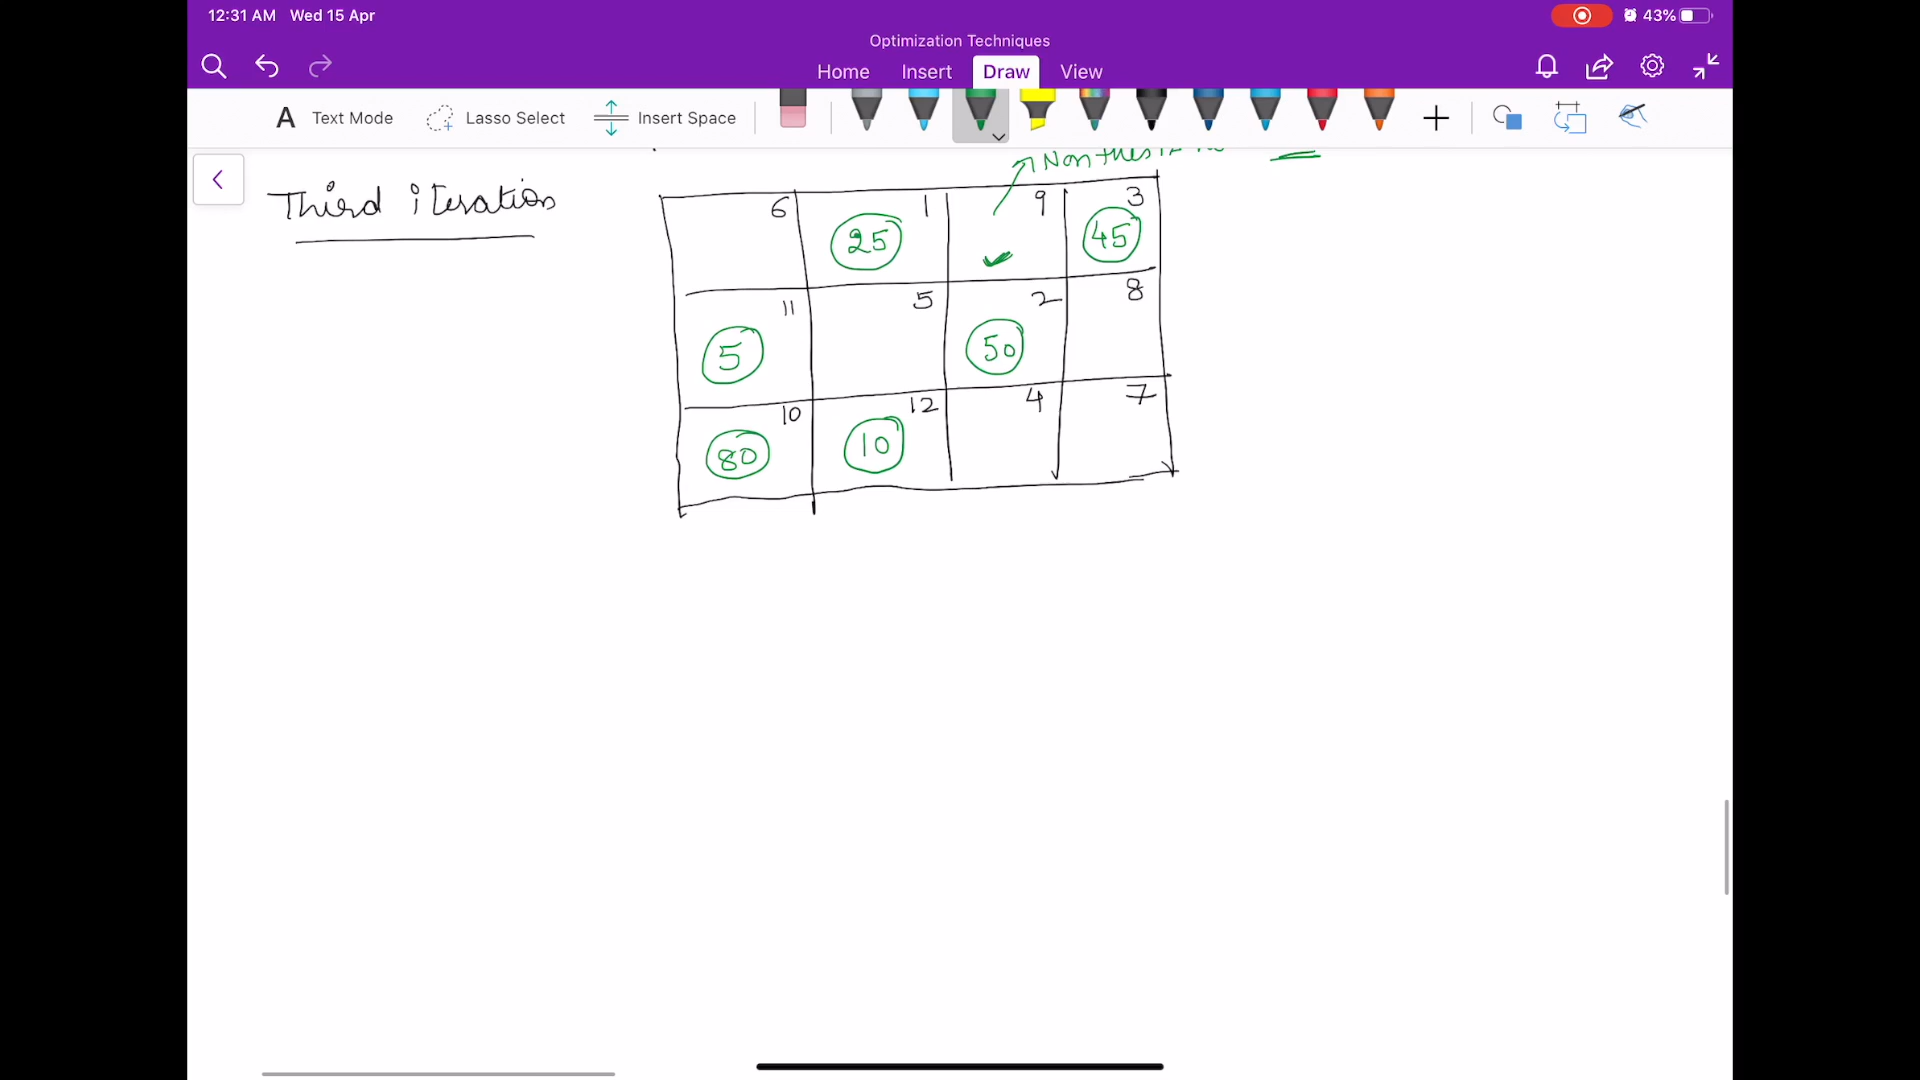 12:31 AM Wed 15 Apr
43%
Optimization Techniques
Home Insert Draw View
A Text Mode Lasso Select Insert Space
Third iteration
6 1 9 3
25 45
11 5 2 8
5 50
10 12 4 7
80 10